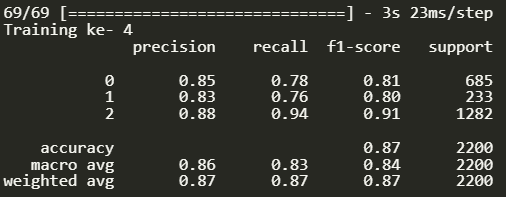 69/69 [==============================] - 3s 23ms/step
Training ke- 4
              precision    recall  f1-score   support

           0       0.85      0.78      0.81       685
           1       0.83      0.76      0.80       233
           2       0.88      0.94      0.91      1282

    accuracy                           0.87      2200
   macro avg       0.86      0.83      0.84      2200
weighted avg       0.87      0.87      0.87      2200